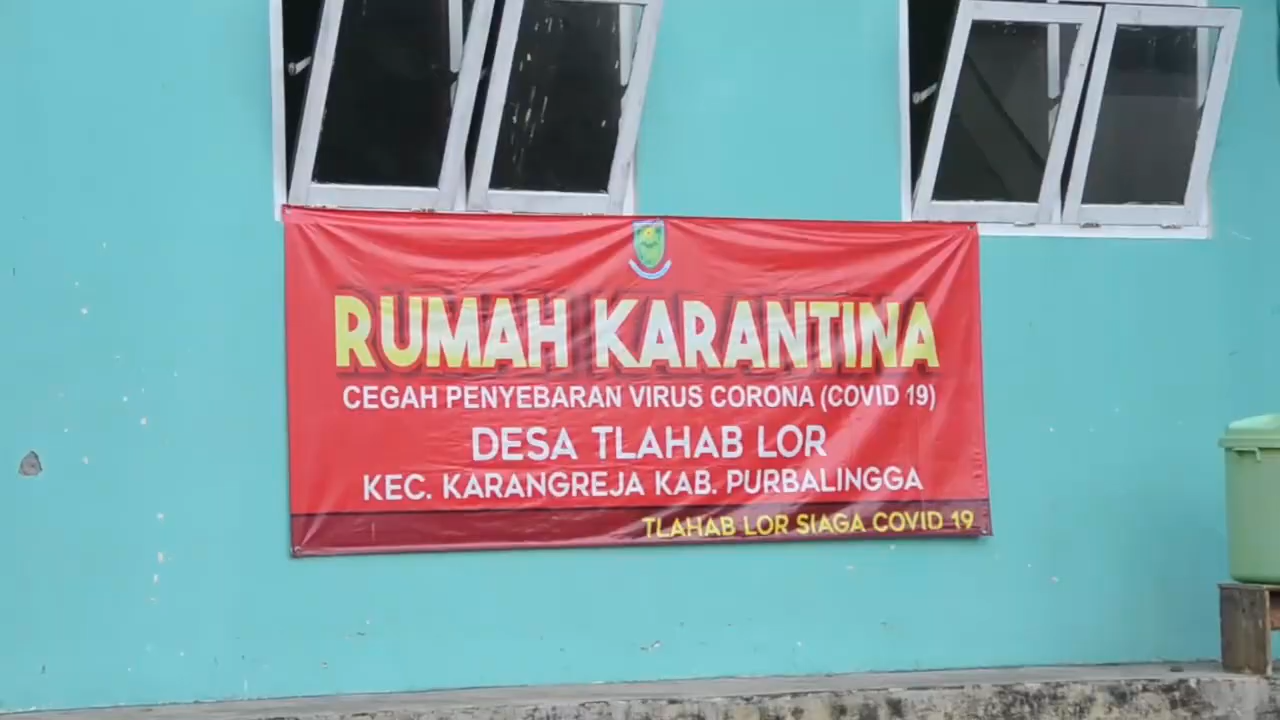 RUMAH KARANTINA
CEGAH PENYEBARAN VIRUS CORONA (COVID 19)
DESA TLAHAB LOR
KEC. KARANGREJA KAB. PURBALINGGA
TLAHAB LOR SIAGA COVID 19